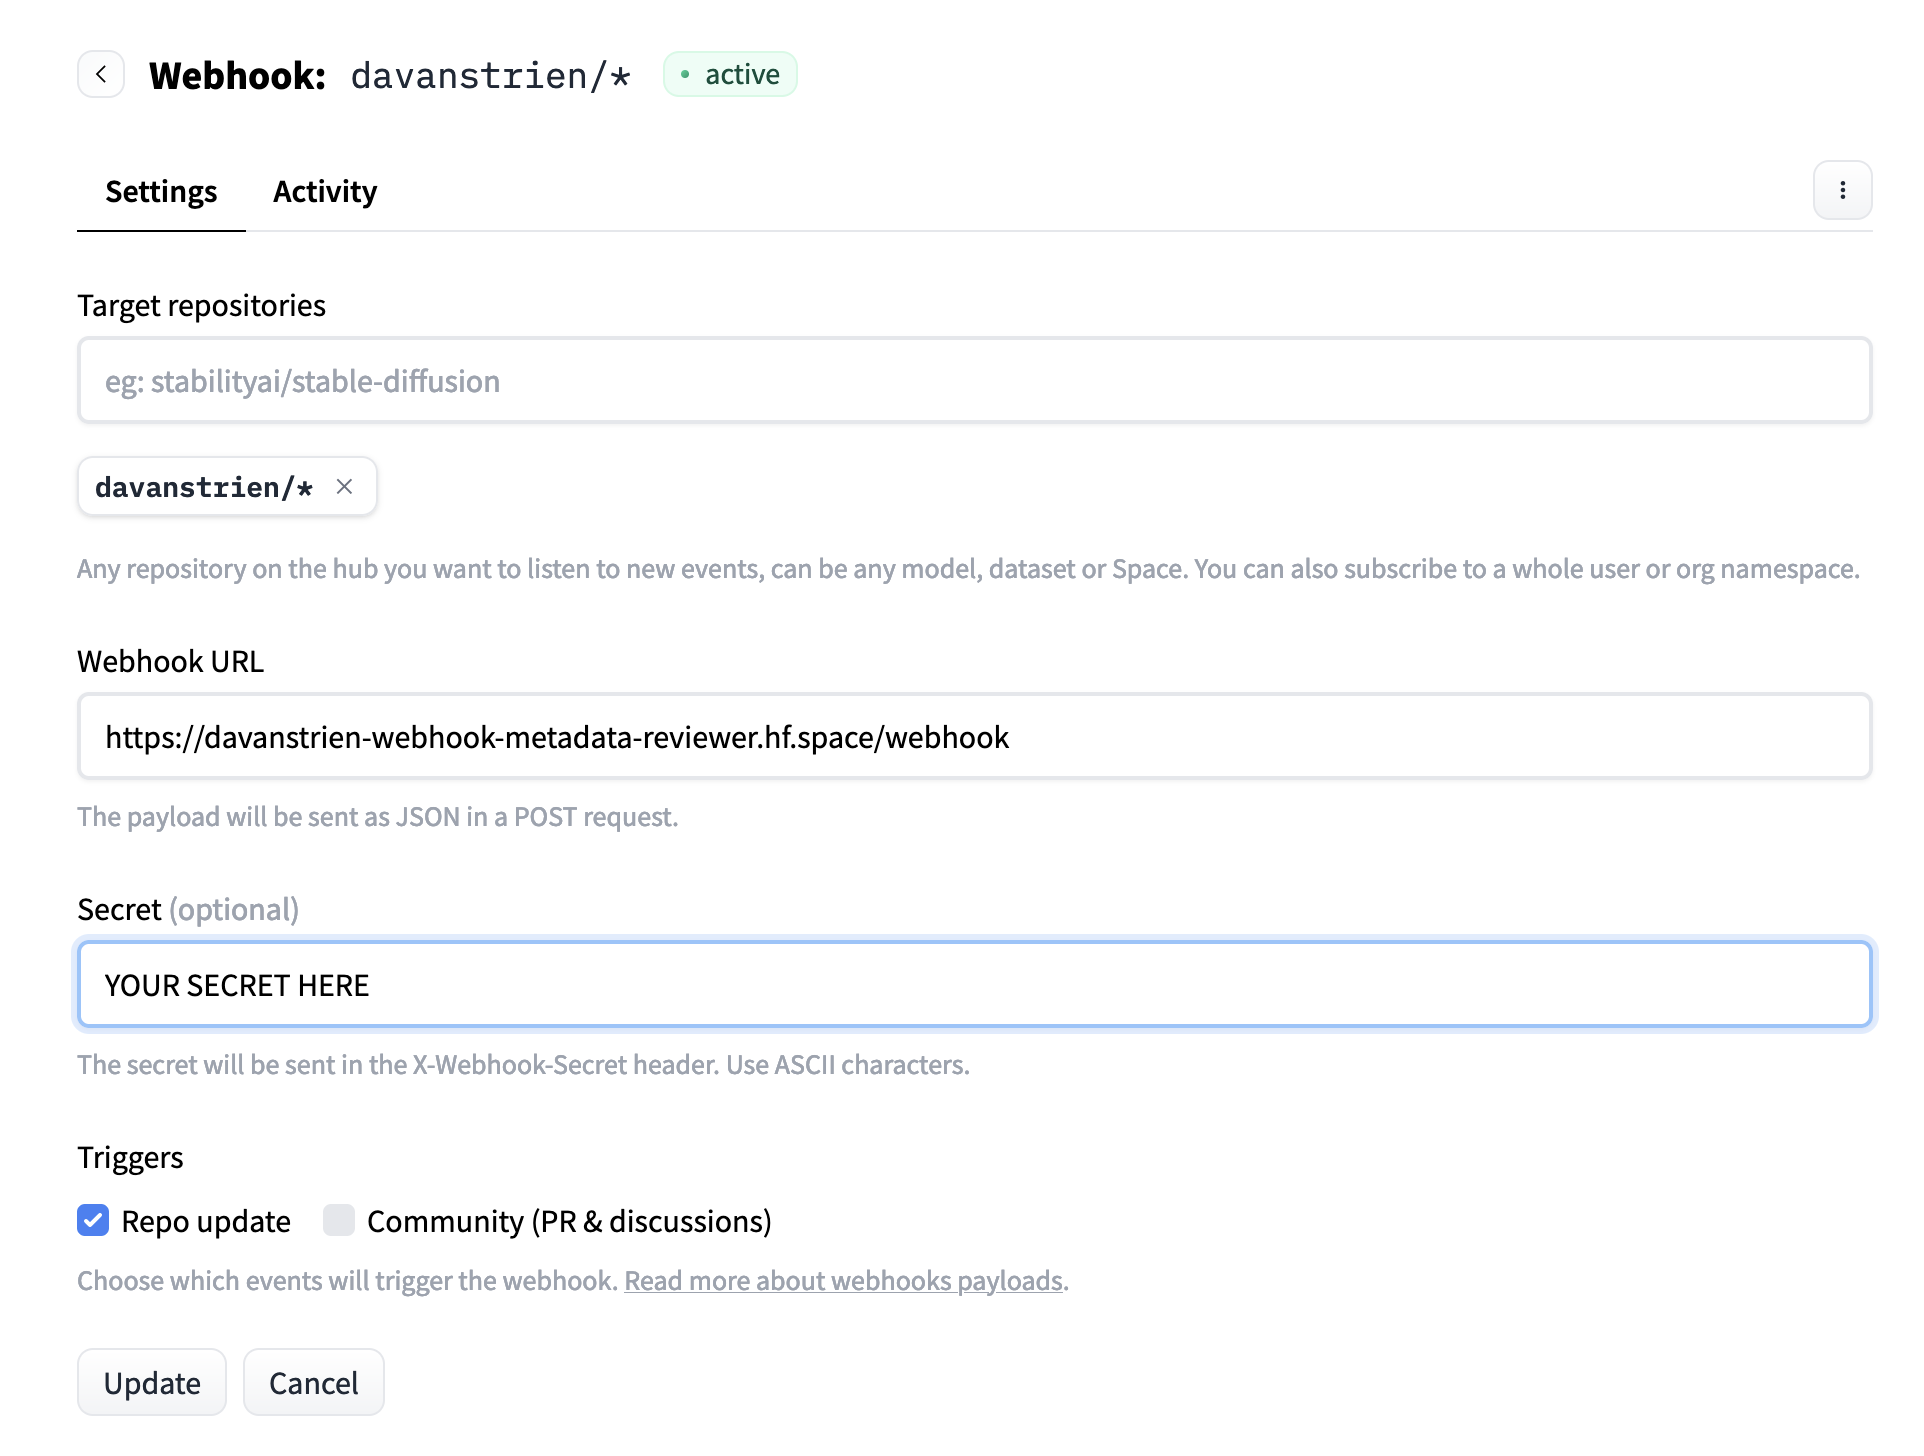 Webhook: davanstrien/* active
Settings Activity
Target repositories
eg: stabilityai/stable-diffusion
davanstrien/*
Any repository on the hub you want to listen to new events, can be any model, dataset or Space. You can also subscribe to a whole user or org namespace.
Webhook URL
https://davanstrien-webhook-metadata-reviewer.hf.space/webhook
The payload will be sent as JSON in a POST request.
Secret (optional)
YOUR SECRET HERE
The secret will be sent in the X-Webhook-Secret header. Use ASCII characters.
Triggers
Repo update Community (PR & discussions)
Choose which events will trigger the webhook. Read more about webhooks payloads.
Update Cancel